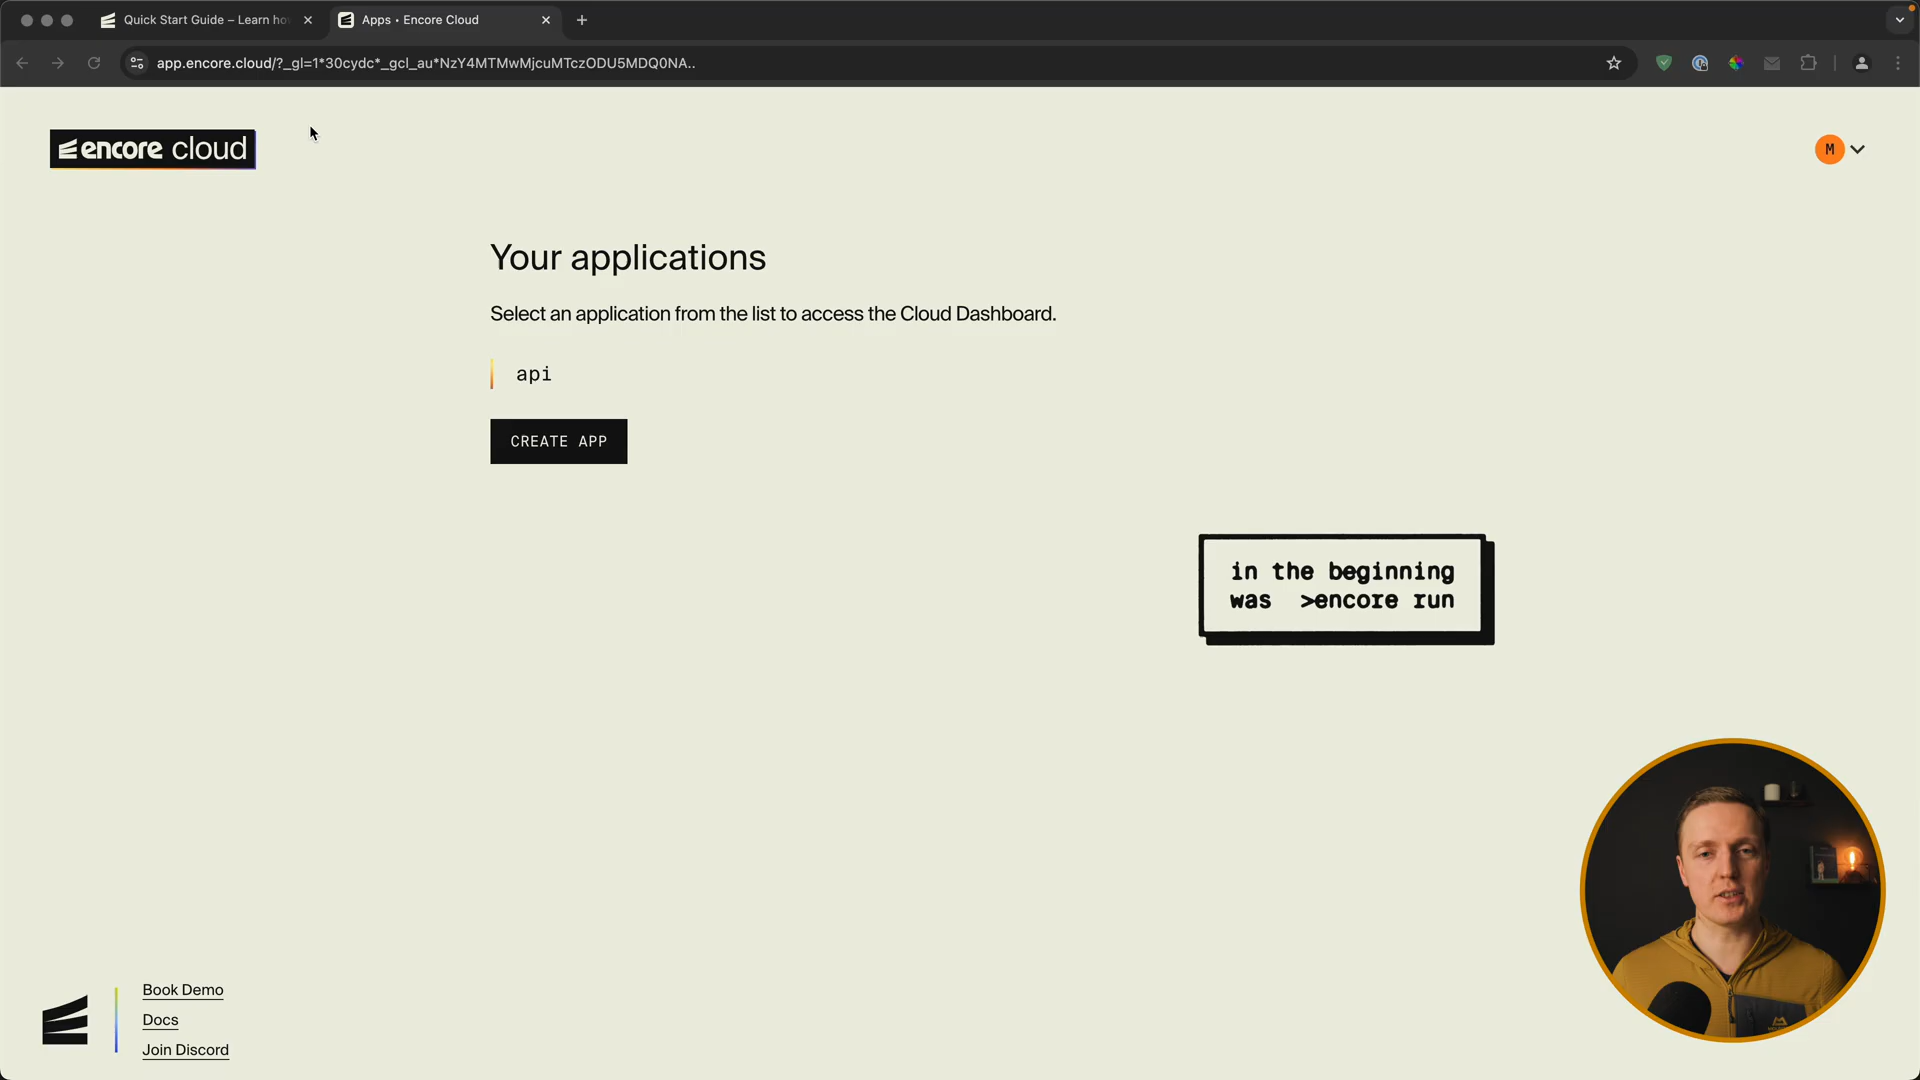 Quick Start Guide – Learn ho
Apps • Encore Cloud
app.encore.cloud/?_gl=1*30cydc*_gcl_au*NzY4MTMwMjcuMTczODU5MDQ0NA..
encore cloud
M
Your applications
Select an application from the list to access the Cloud Dashboard.
api
CREATE APP
in the beginning
was >encore run
Book Demo
Docs
Join Discord